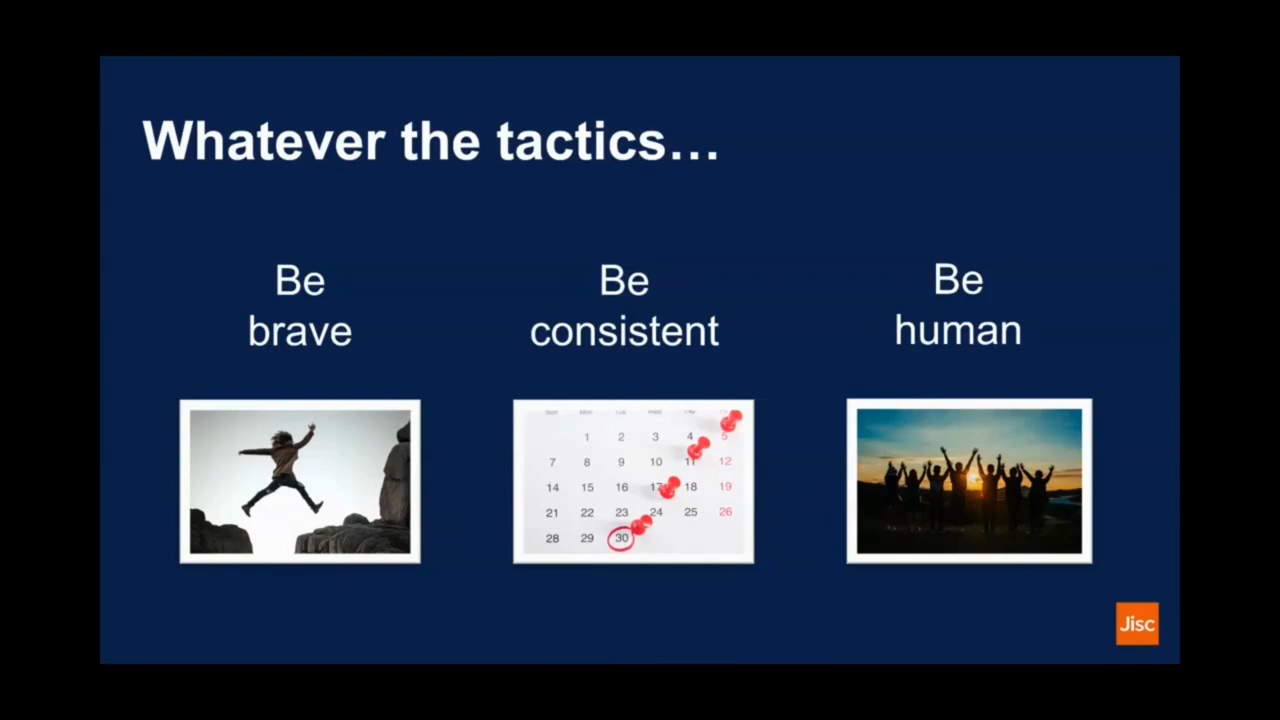 Whatever the tactics…
Be
brave
Be
consistent
Be
human
1 2 3 4 5
7 8 9 10 11 12
14 15 16 17 18 19
21 22 23 24 25 26
28 29 30
Jisc